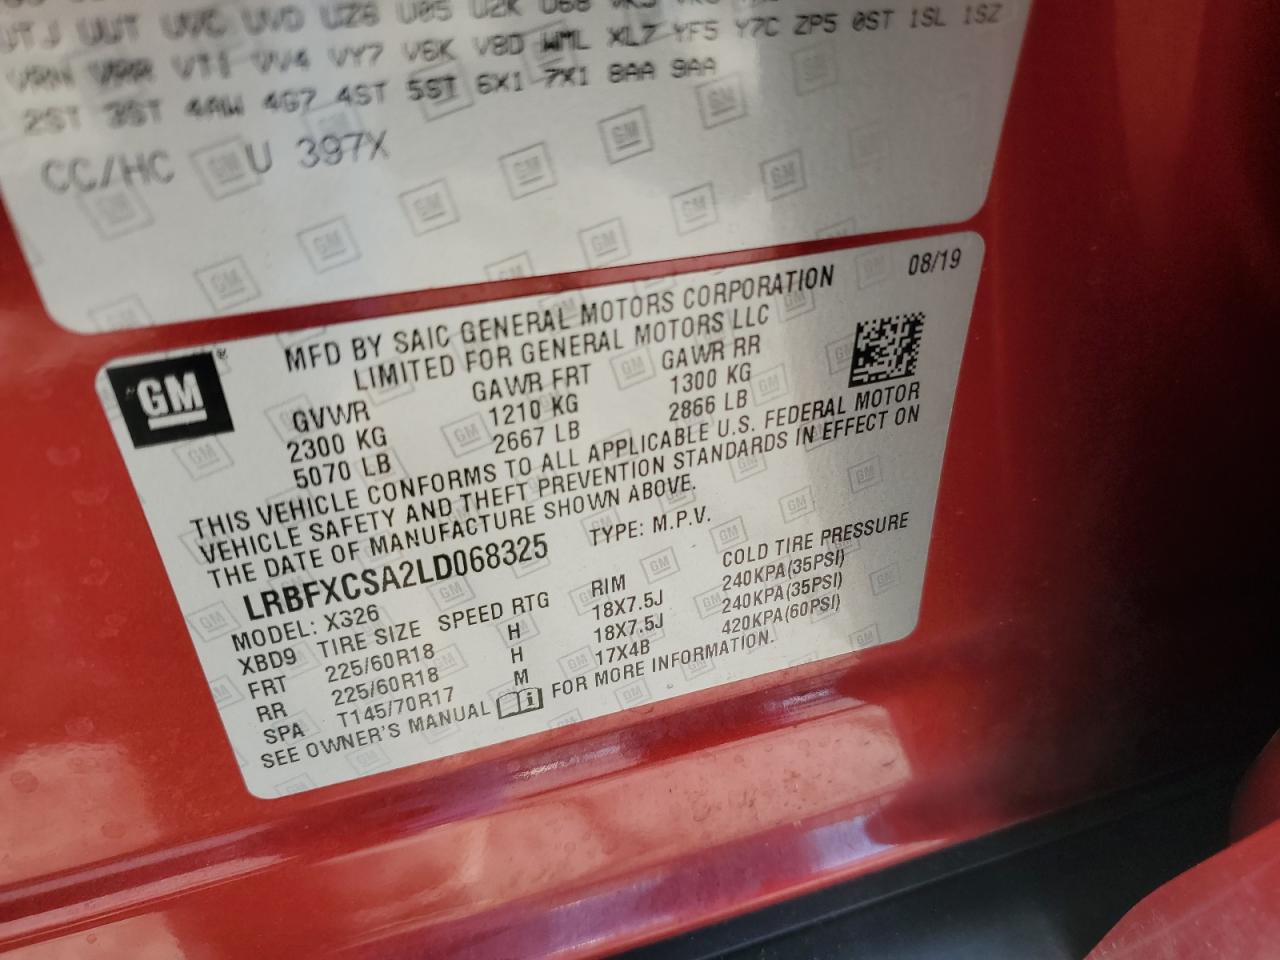 UTJ UUT UVC UVD UZ6 U05 U2K U68
VRN VRR VT1 VV4 VY7 V6K V8D WML XL7 YF5 Y7C ZP5 0ST 1SL 1SZ
2ST 3ST 4AW 4G7 4ST 5ST 6X1 7X1 8AA 9AA
CC/HC U 397X
08/19
GM ®
MFD BY SAIC GENERAL MOTORS CORPORATION
LIMITED FOR GENERAL MOTORS LLC
GVWR GAWR FRT GAWR RR
2300 KG 1210 KG 1300 KG
5070 LB 2667 LB 2866 LB
THIS VEHICLE CONFORMS TO ALL APPLICABLE U.S. FEDERAL MOTOR
VEHICLE SAFETY AND THEFT PREVENTION STANDARDS IN EFFECT ON
THE DATE OF MANUFACTURE SHOWN ABOVE.
LRBFXCSA2LD068325 TYPE: M.P.V.
MODEL: X326
XBD9 TIRE SIZE SPEED RTG RIM COLD TIRE PRESSURE
FRT 225/60R18 H 18X7.5J 240KPA(35PSI)
RR 225/60R18 H 18X7.5J 240KPA(35PSI)
SPA T145/70R17 M 17X4B 420KPA(60PSI)
SEE OWNER'S MANUAL FOR MORE INFORMATION.